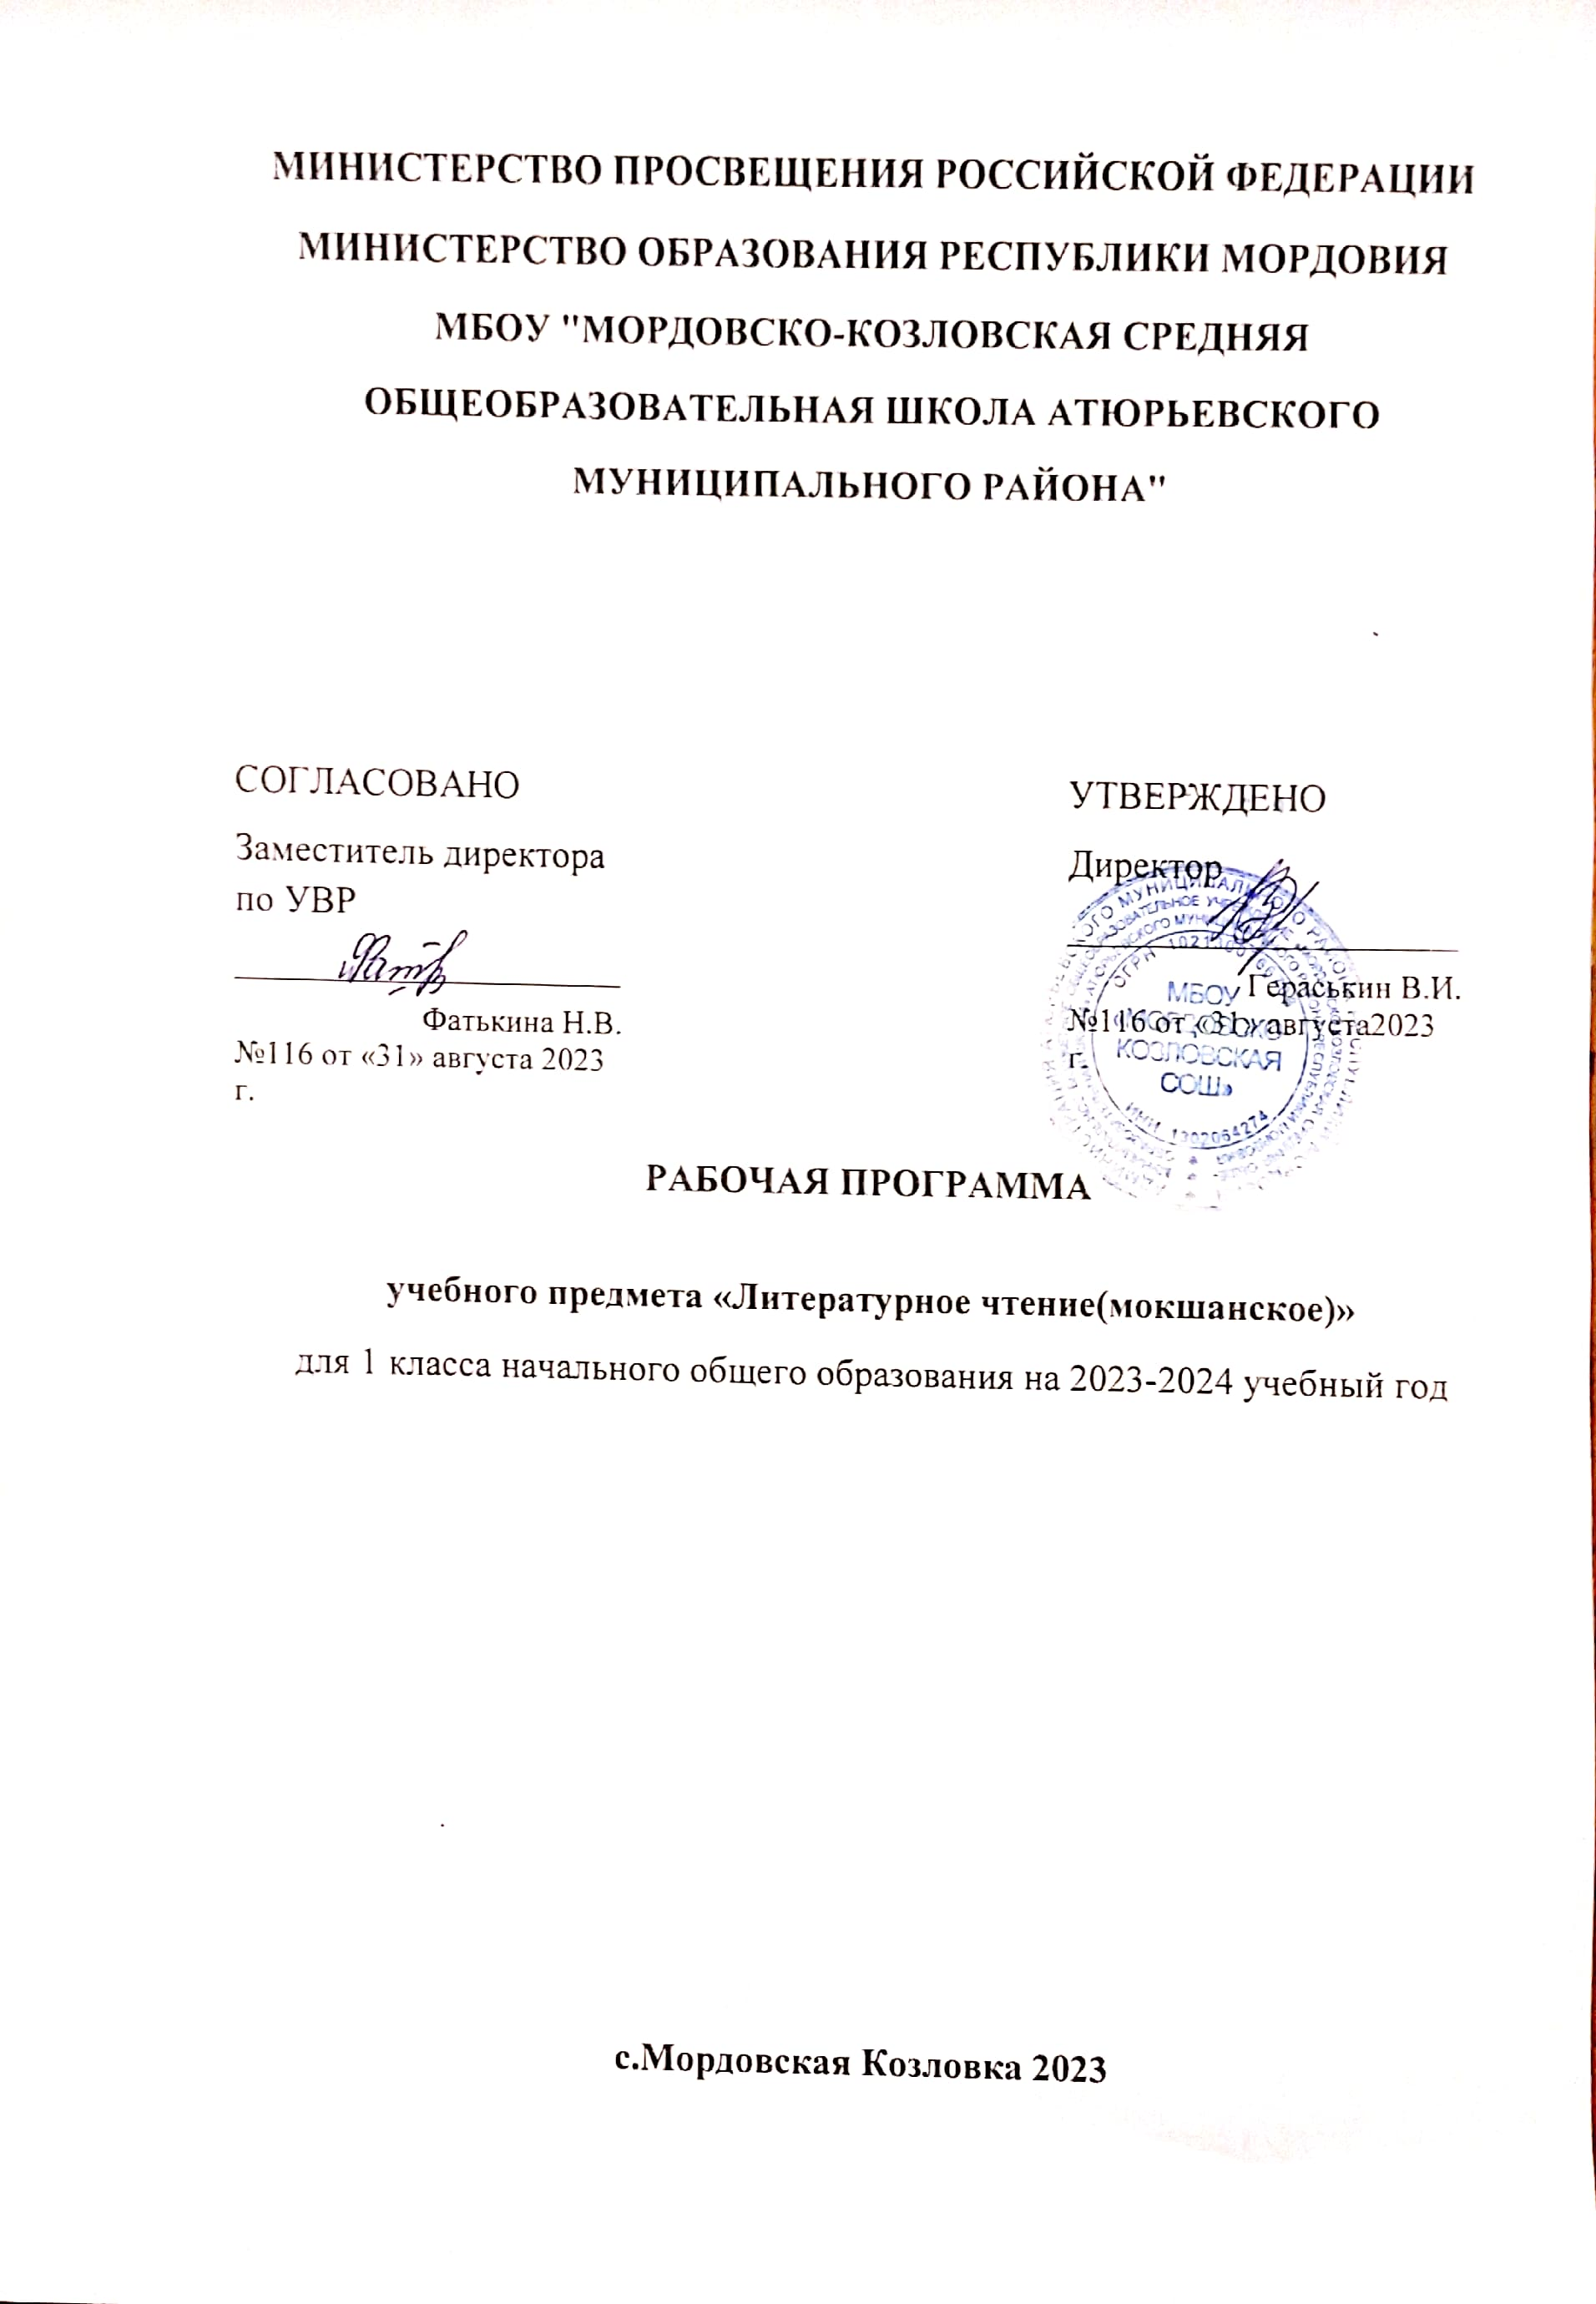 МИНИСТЕРСТВО ПРОСВЕЩЕНИЯ РОССИЙСКОЙ ФЕДЕРАЦИИ
МИНИСТЕРСТВО ОБРАЗОВАНИЯ РЕСПУБЛИКИ МОРДОВИЯ
МБОУ "МОРДОВСКО-КОЗЛОВСКАЯ СРЕДНЯЯ
ОБЩЕОБРАЗОВАТЕЛЬНАЯ ШКОЛА АТЮРЬЕВСКОГО
МУНИЦИПАЛЬНОГО РАЙОНА"
СОГЛАСОВАНО
Заместитель директора
по УВР
Фатькина Н.В.
№116 от «31» августа 2023
г.
УТВЕРЖДЕНО
Директор
Гераськин В.И.
№116 от «31» августа2023
г.
МБОУ
КОЗЛОВСКАЯ
СОШ»
ИНН 1302064274
РАБОЧАЯ ПРОГРАММА
учебного предмета «Литературное чтение(мокшанское)»
для 1 класса начального общего образования на 2023-2024 учебный год
с.Мордовская Козловка 2023